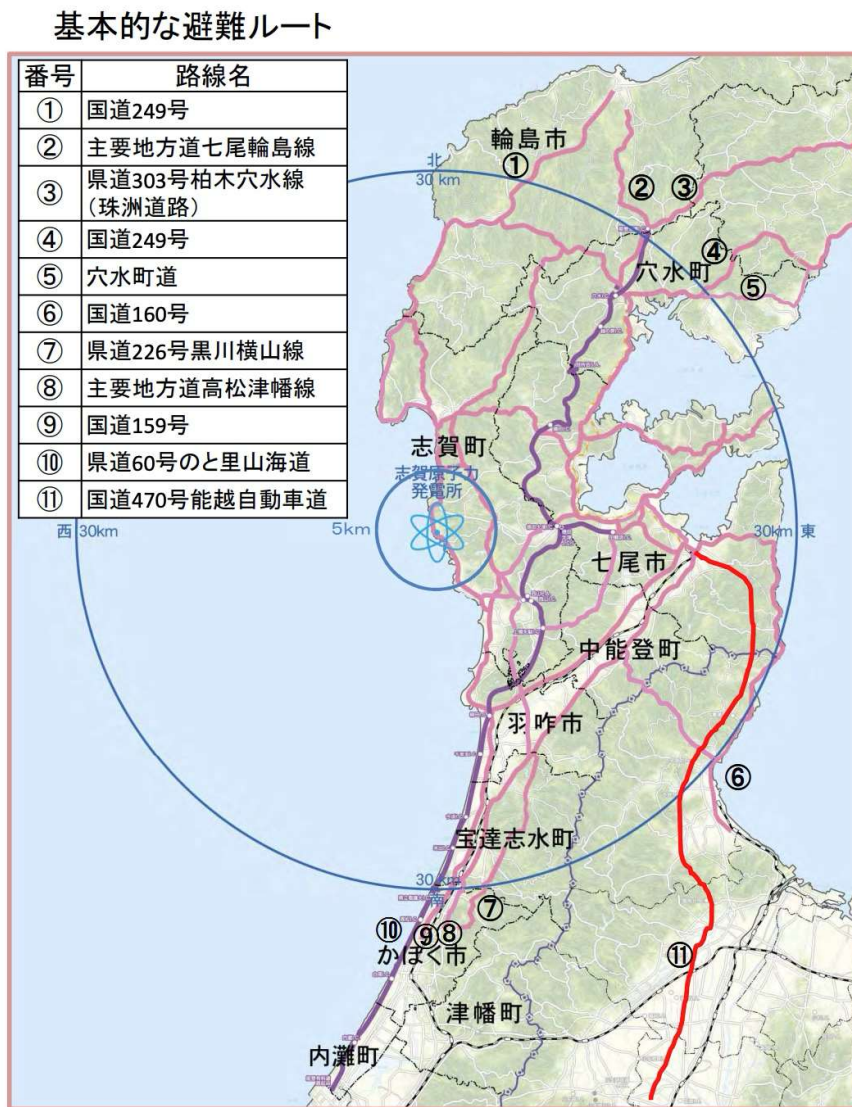 基本的な避難ルート
番号 路線名
① 国道249号
② 主要地方道七尾輪島線
③ 県道303号柏木穴水線
(珠洲道路)
④ 国道249号
⑤ 穴水町道
⑥ 国道160号
⑦ 県道226号黒川横山線
⑧ 主要地方道高松津幡線
⑨ 国道159号
⑩ 県道60号のと里山海道
⑪ 国道470号能越自動車道
輪島市
①
北
30 km
②
③
④
穴水町
⑤
志賀町
志賀原子力
発電所
5km
西 30km
30km 東
七尾市
中能登町
羽咋市
⑥
宝達志水町
30 km
南
⑦
⑩
⑨
⑧
かほく市
⑪
津幡町
内灘町